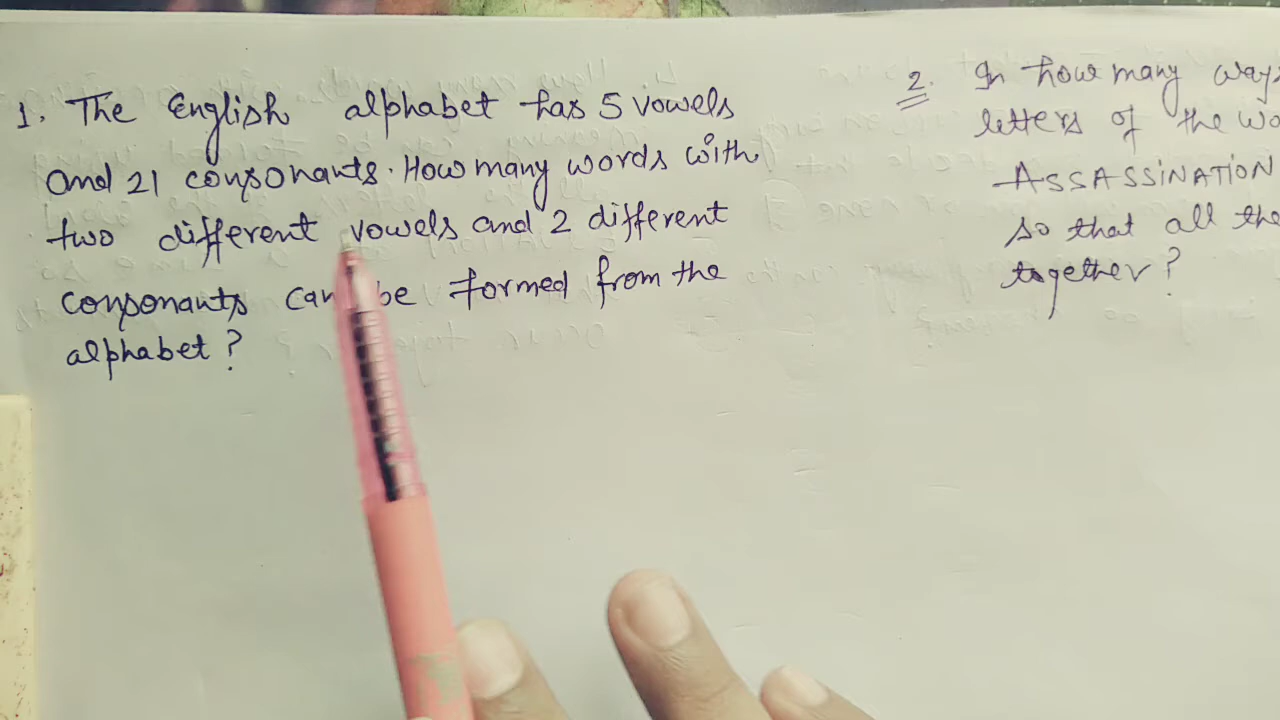 1. The English alphabet has 5 vowels
and 21 consonants. How many words with
two different vowels and 2 different
consonants can be formed from the
alphabet?
2. In how many
letters of the
ASSASSINATION
so that all the
together?